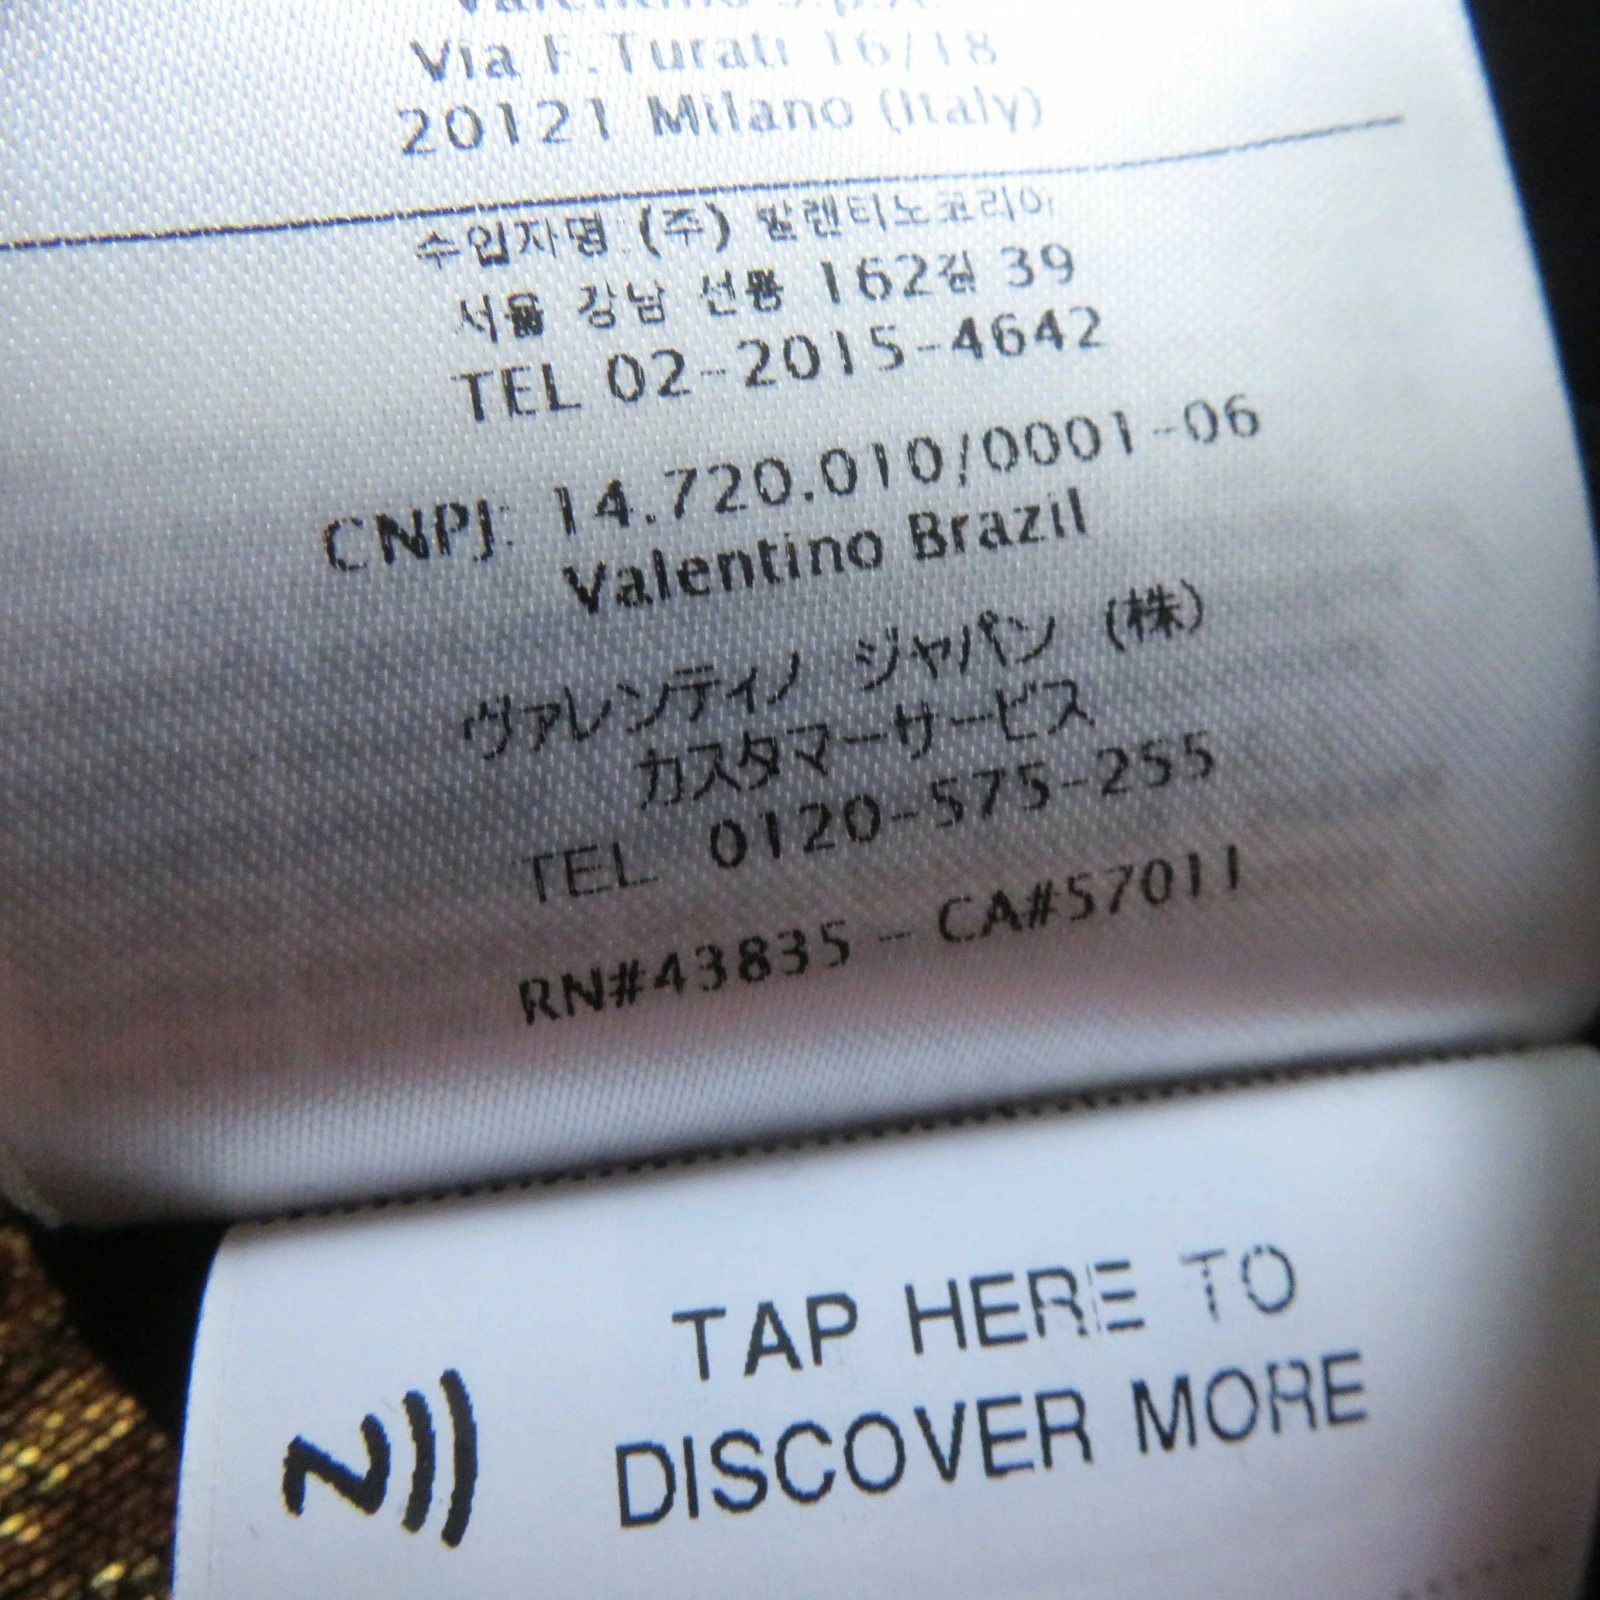 Valentino S.p.A.
Via F.Turati 16/18
20121 Milano (Italy)
수입자명 (주) 발렌티노코리아
서울 강남 선릉 162길 39
TEL 02-2015-4642
CNPJ: 14.720.010/0001-06
Valentino Brazil
ヴァレンティノ ジャパン (株)
カスタマーサービス
TEL 0120-575-255
RN#43835 - CA#57011
TAP HERE TO
DISCOVER MORE